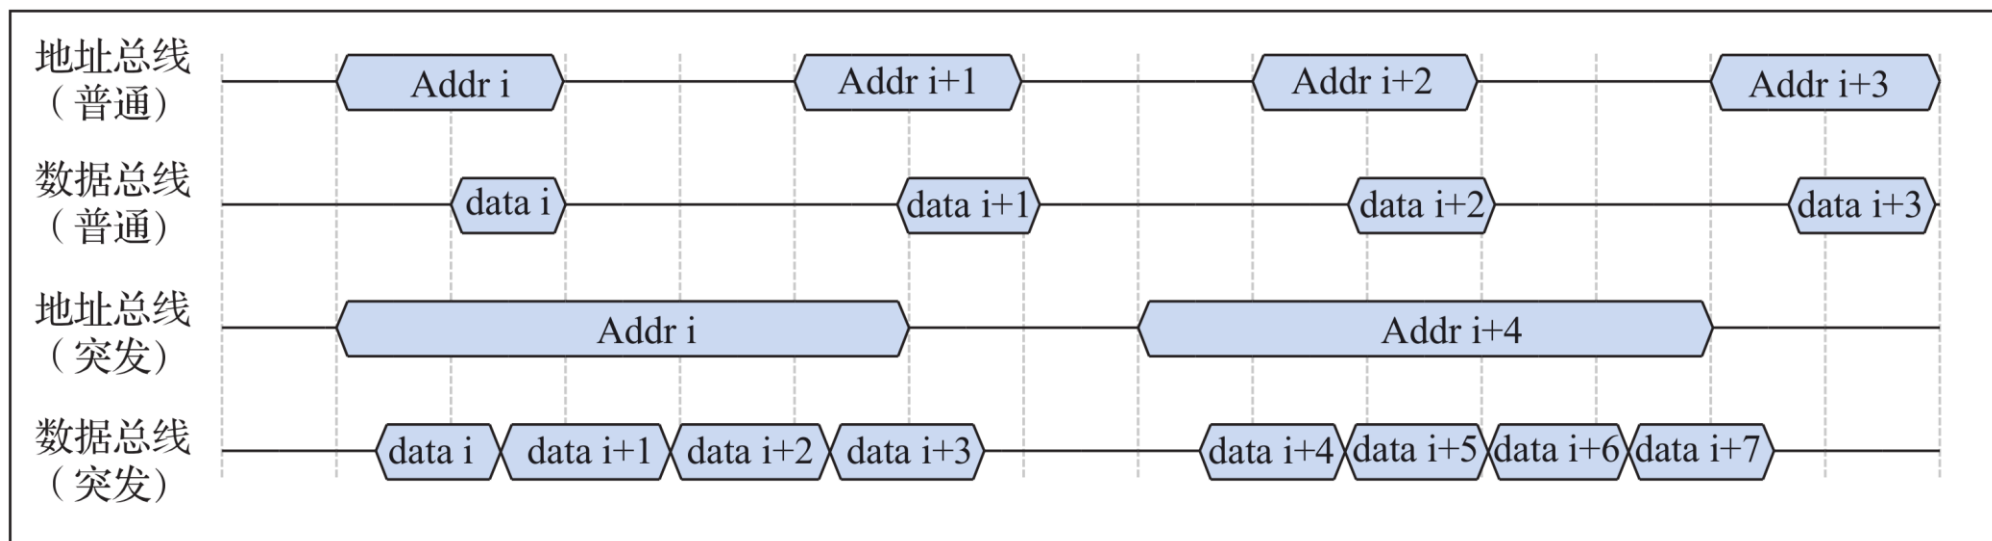 地址总线
（普通）
Addr i
Addr i+1
Addr i+2
Addr i+3
数据总线
（普通）
data i
data i+1
data i+2
data i+3
地址总线
（突发）
Addr i
Addr i+4
数据总线
（突发）
data i
data i+1
data i+2
data i+3
data i+4
data i+5
data i+6
data i+7